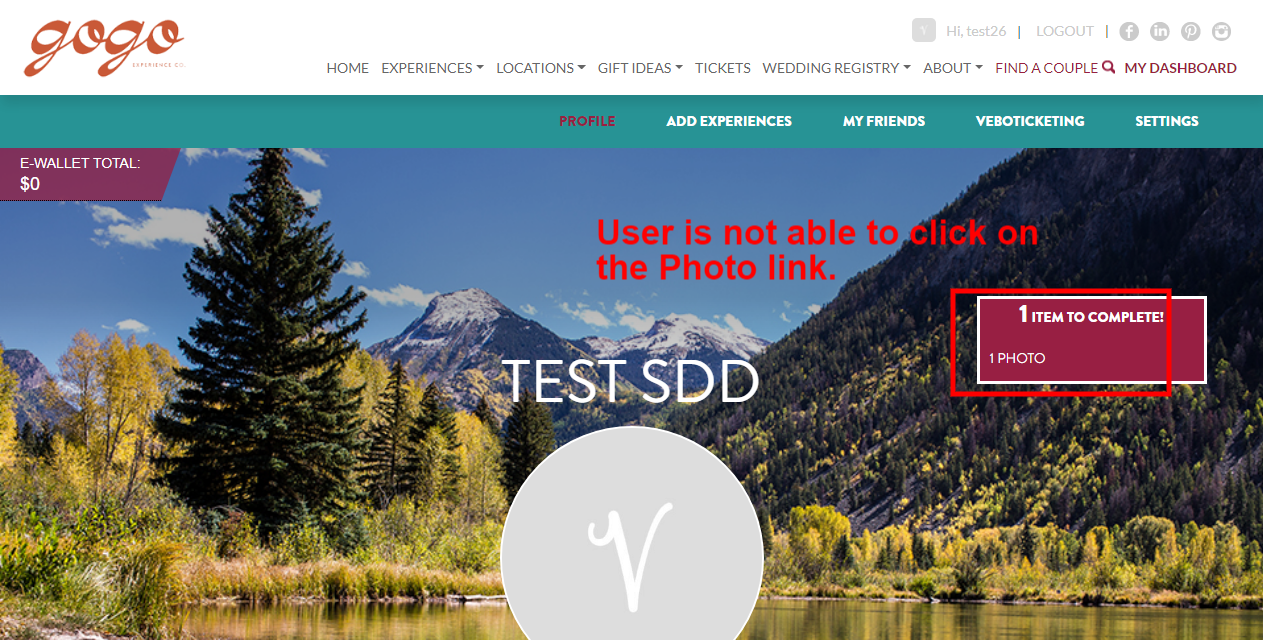 gogo
EXPERIENCE CO.
Hi, test26 | LOGOUT |
HOME EXPERIENCES LOCATIONS GIFT IDEAS TICKETS WEDDING REGISTRY ABOUT FIND A COUPLE MY DASHBOARD
PROFILE ADD EXPERIENCES MY FRIENDS VEBOTICKETING SETTINGS
E-WALLET TOTAL:
$0
User is not able to click on
the Photo link.
1 ITEM TO COMPLETE!
1 PHOTO
TEST SDD
V